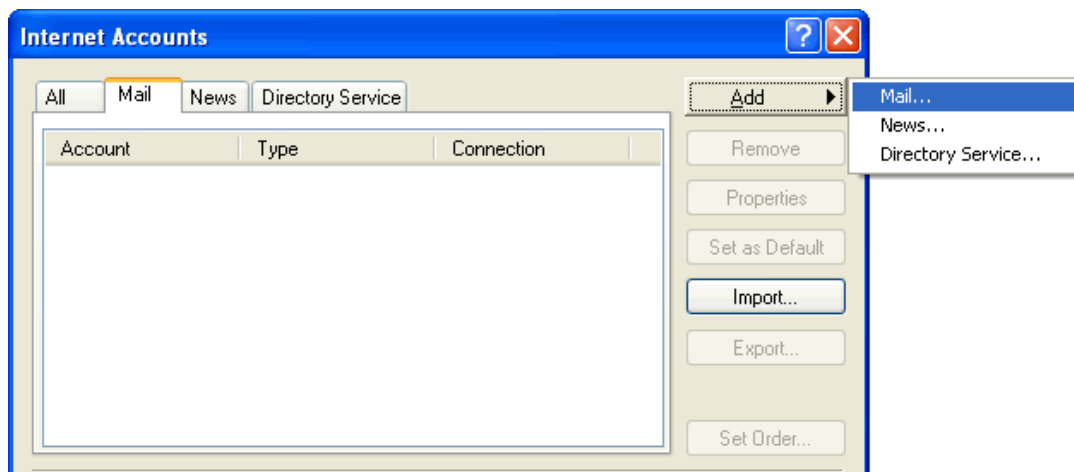 Internet Accounts
All Mail News Directory Service
Add
Mail...
News...
Directory Service...
Account Type Connection
Remove
Properties
Set as Default
Import...
Export...
Set Order...